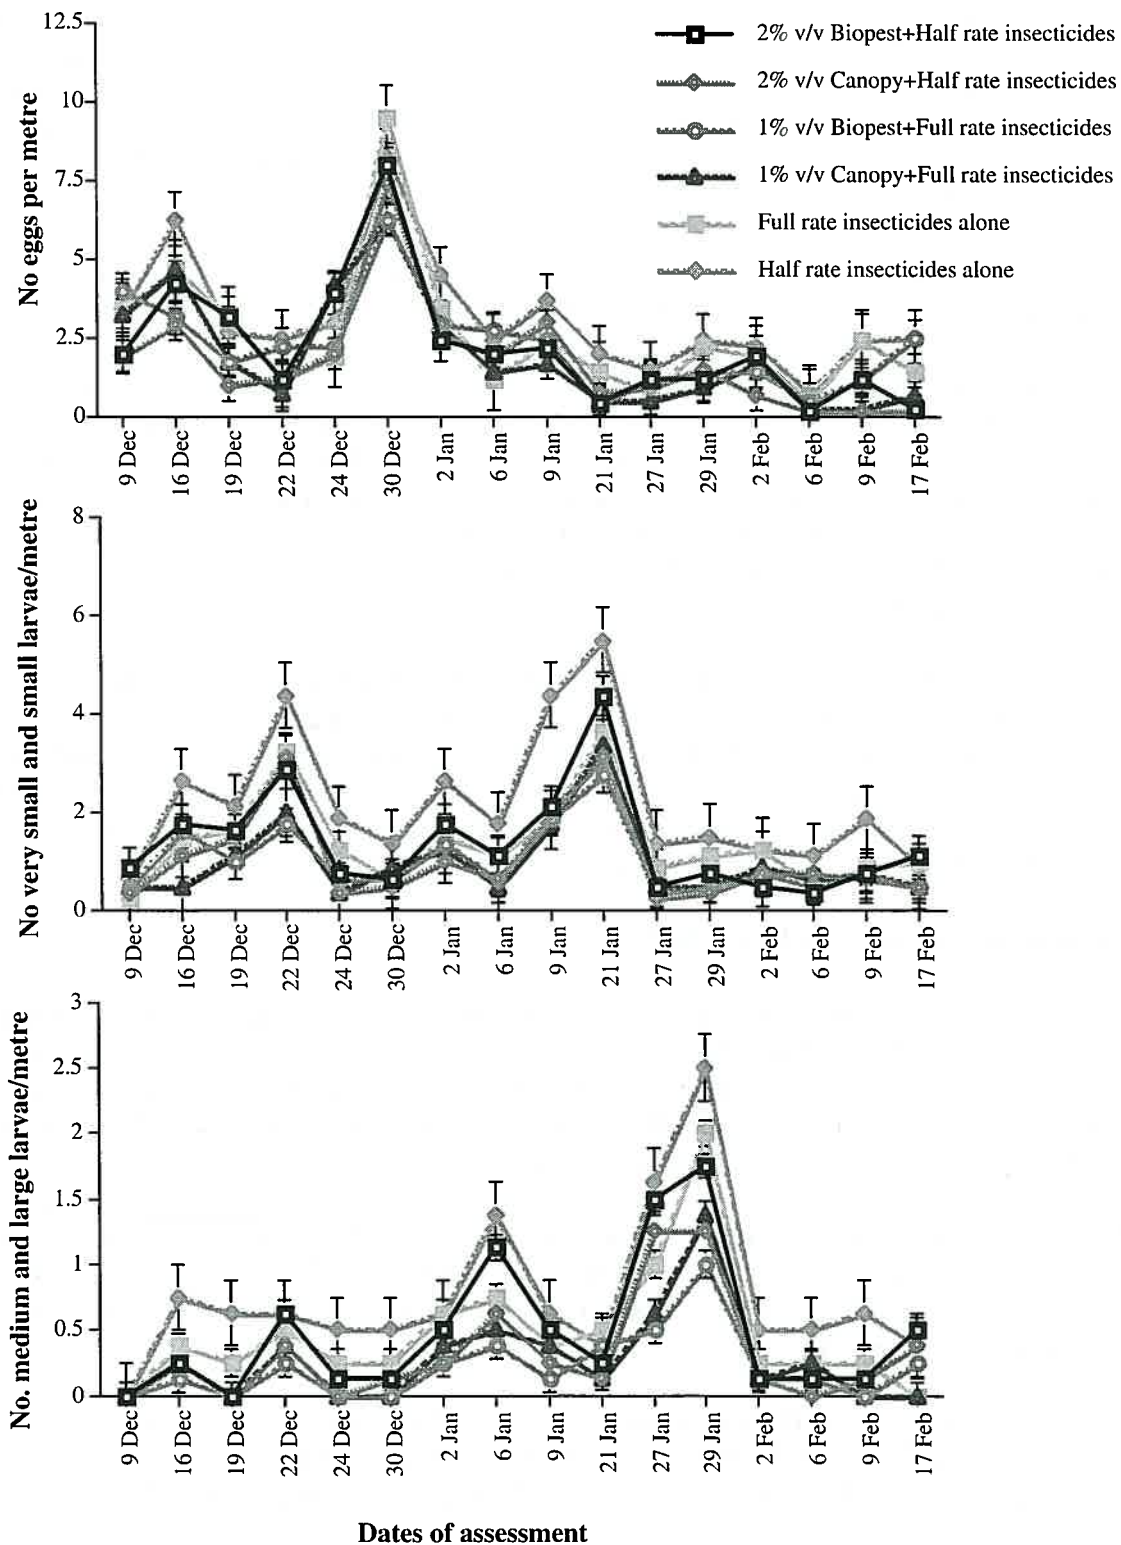 12.5
10
7.5
5
2.5
0
No eggs per metre
2% v/v Biopest+Half rate insecticides
2% v/v Canopy+Half rate insecticides
1% v/v Biopest+Full rate insecticides
1% v/v Canopy+Full rate insecticides
Full rate insecticides alone
Half rate insecticides alone
9 Dec
16 Dec
19 Dec
22 Dec
24 Dec
30 Dec
2 Jan
6 Jan
9 Jan
21 Jan
27 Jan
29 Jan
2 Feb
6 Feb
9 Feb
17 Feb
8
6
4
2
0
No very small and small larvae/metre
9 Dec
16 Dec
19 Dec
22 Dec
24 Dec
30 Dec
2 Jan
6 Jan
9 Jan
21 Jan
27 Jan
29 Jan
2 Feb
6 Feb
9 Feb
17 Feb
3
2.5
2
1.5
1
0.5
0
No. medium and large larvae/metre
9 Dec
16 Dec
19 Dec
22 Dec
24 Dec
30 Dec
2 Jan
6 Jan
9 Jan
21 Jan
27 Jan
29 Jan
2 Feb
6 Feb
9 Feb
17 Feb
Dates of assessment